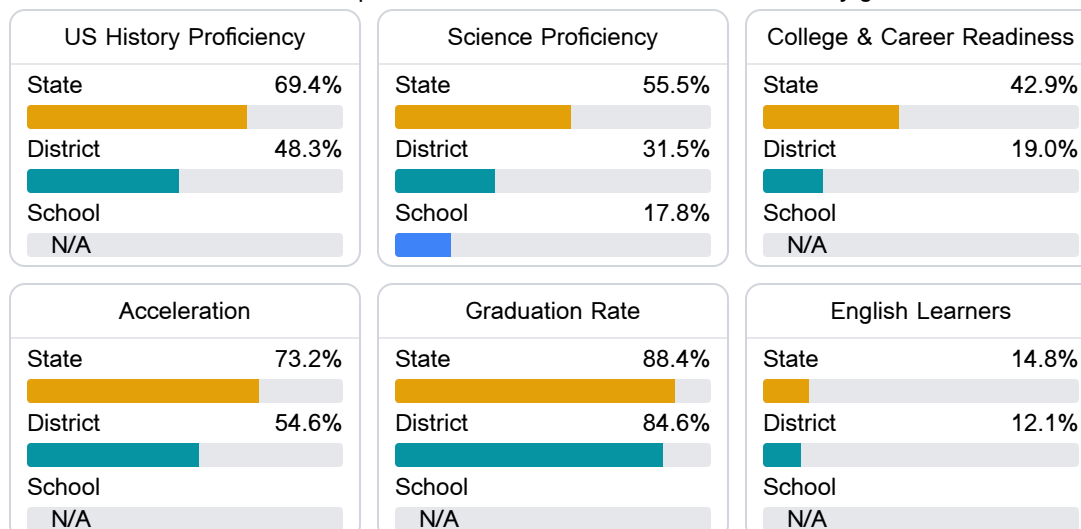 US History Proficiency
State 69.4%
District 48.3%
School
N/A
Science Proficiency
State 55.5%
District 31.5%
School 17.8%
College & Career Readiness
State 42.9%
District 19.0%
School
N/A
Acceleration
State 73.2%
District 54.6%
School
N/A
Graduation Rate
State 88.4%
District 84.6%
School
N/A
English Learners
State 14.8%
District 12.1%
School
N/A